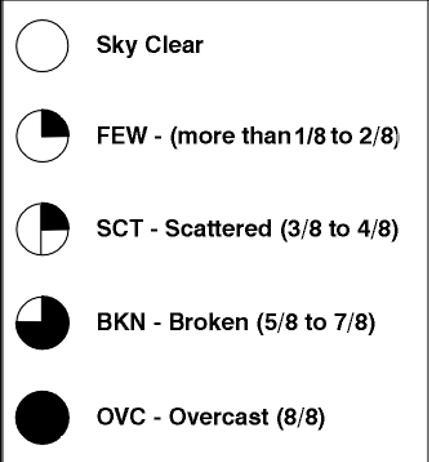 Sky Clear
FEW - (more than 1/8 to 2/8)
SCT - Scattered (3/8 to 4/8)
BKN - Broken (5/8 to 7/8)
OVC - Overcast (8/8)